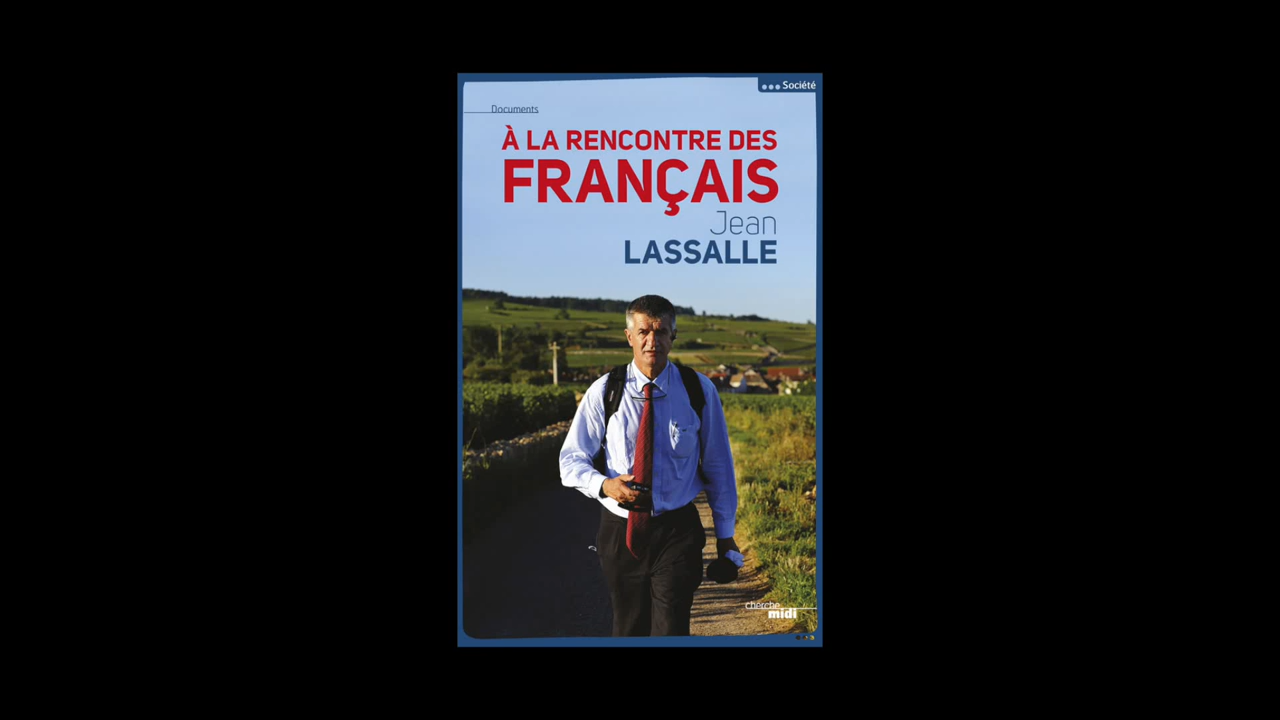 Société
Documents
À LA RENCONTRE DES
FRANÇAIS
Jean
LASSALLE
cherche
midi